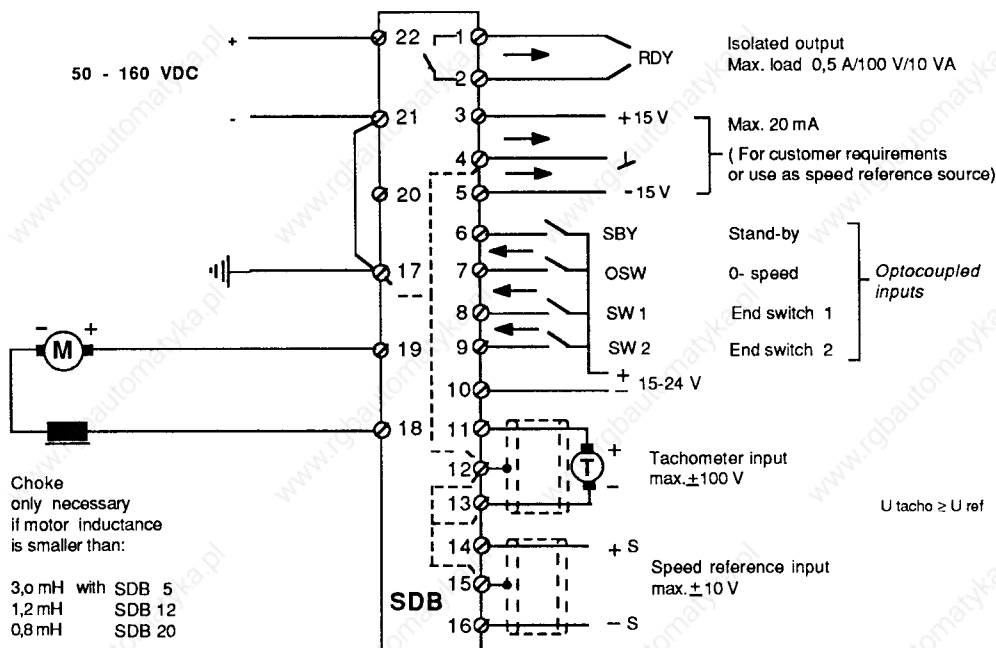 +
50 - 160 VDC
-
22
21
20
17
19
18
- M +
1
2
3
4
5
6
7
8
9
10
11
12
13
14
15
16
SDB
RDY
Isolated output
Max. load 0,5 A/100 V/10 VA
+15 V
-15 V
Max. 20 mA
( For customer requirements
or use as speed reference source)
SBY Stand-by
OSW 0- speed
SW 1 End switch 1
SW 2 End switch 2
Optocoupled
inputs
+
15-24 V
-
T
+
-
Tachometer input
max.±100 V
U tacho ≥ U ref
+ S
Speed reference input
max.±10 V
- S
Choke
only necessary
if motor inductance
is smaller than:
3,o mH with SDB 5
1,2 mH SDB 12
0,8 mH SDB 20
www.rgbautomatyka.pl